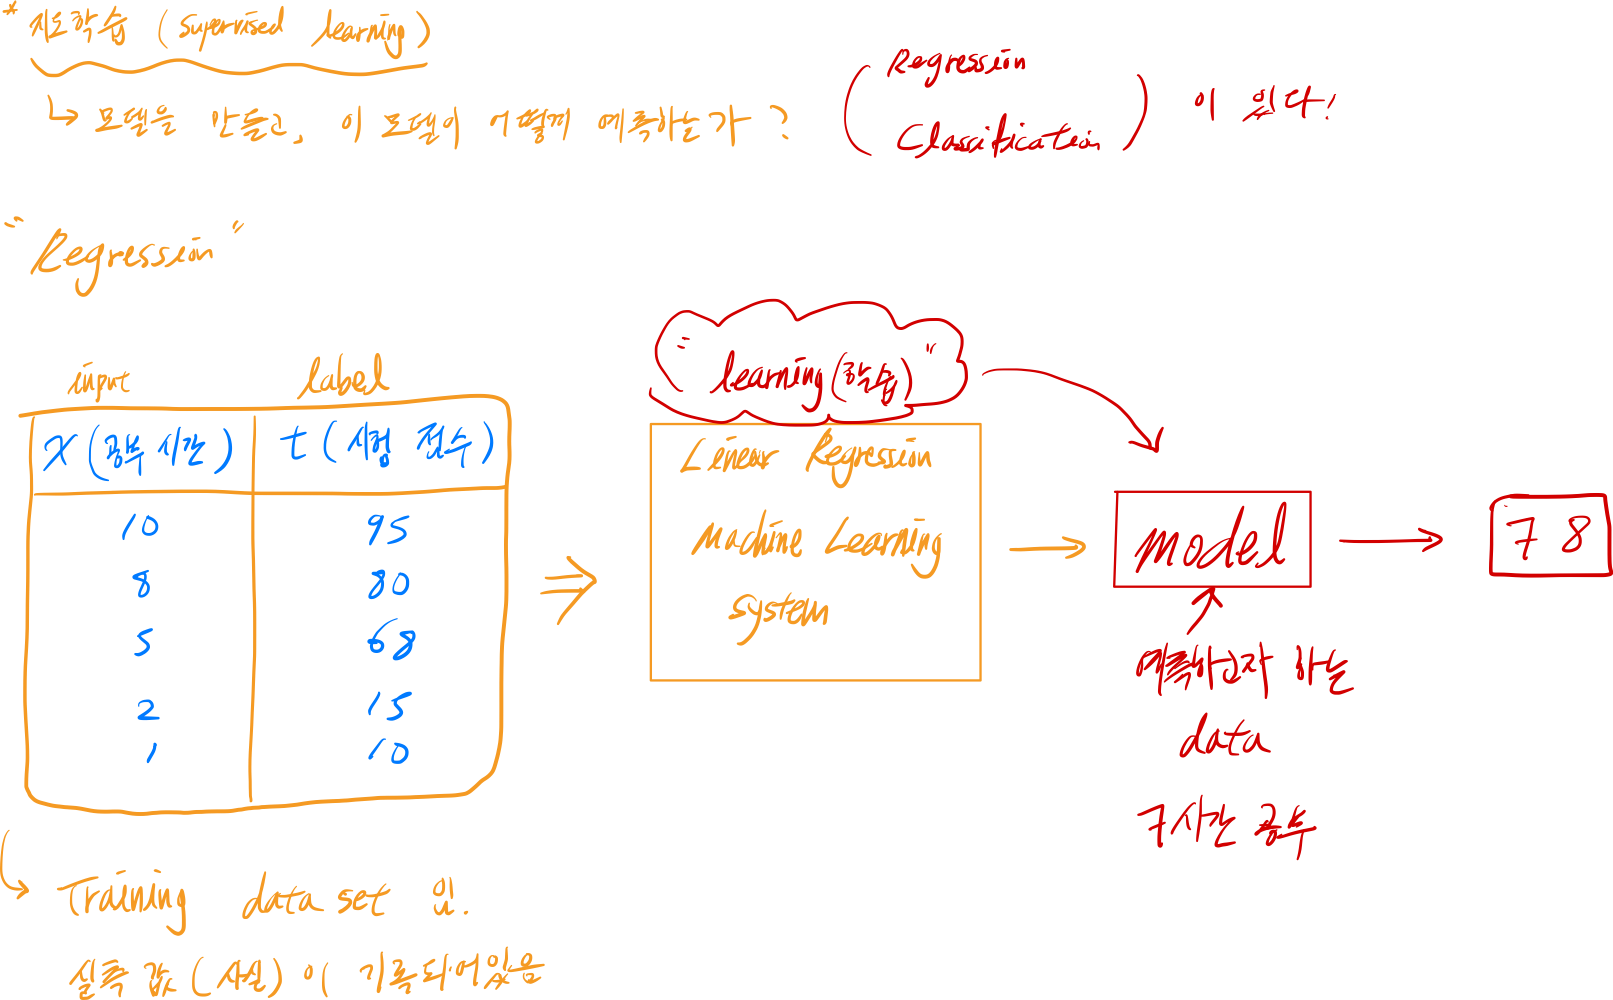 * 지도학습 (supervised learning)
↳ 모델을 만들고, 이 모델이 어떻게 예측하는가?
( Regression
Classification ) 이 있다!
"Regression"
input label
x (공부 시간) t (시험 점수)
10 95
8 80
5 68
2 15
1 10
"learning(학습)"
Linear Regression
Machine Learning
system
model
7 8
예측하고자 하는
data
7시간 공부
Training data set 임.
실측값 (사실) 이 기록되어있음